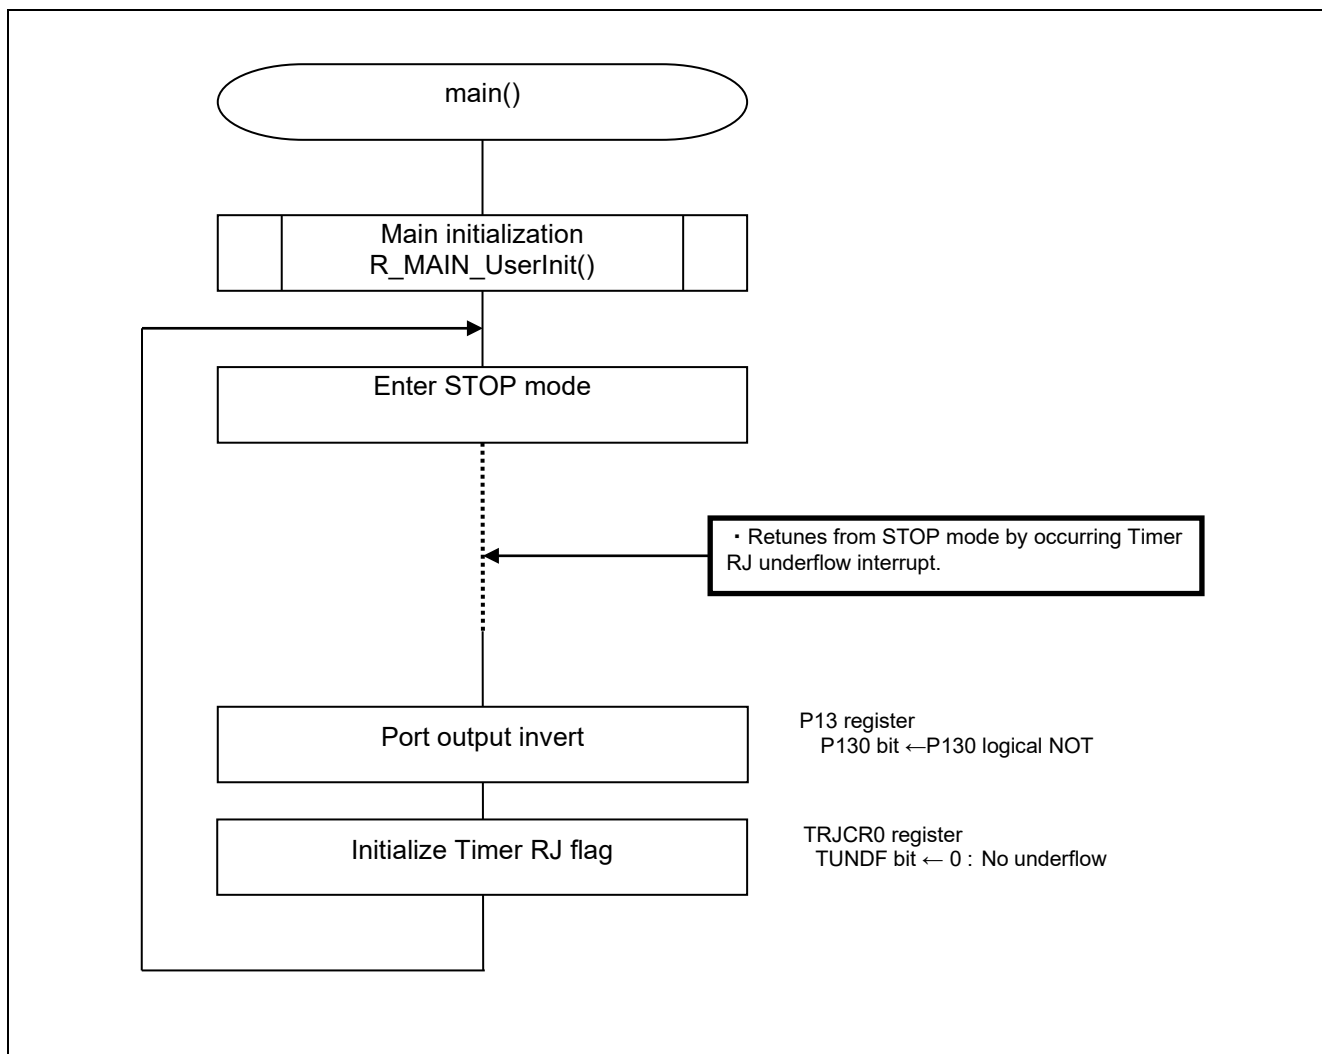 main()
Main initialization
R_MAIN_UserInit()
Enter STOP mode
・Retunes from STOP mode by occurring Timer
RJ underflow interrupt.
Port output invert
P13 register
P130 bit ←P130 logical NOT
Initialize Timer RJ flag
TRJCR0 register
TUNDF bit ← 0 : No underflow